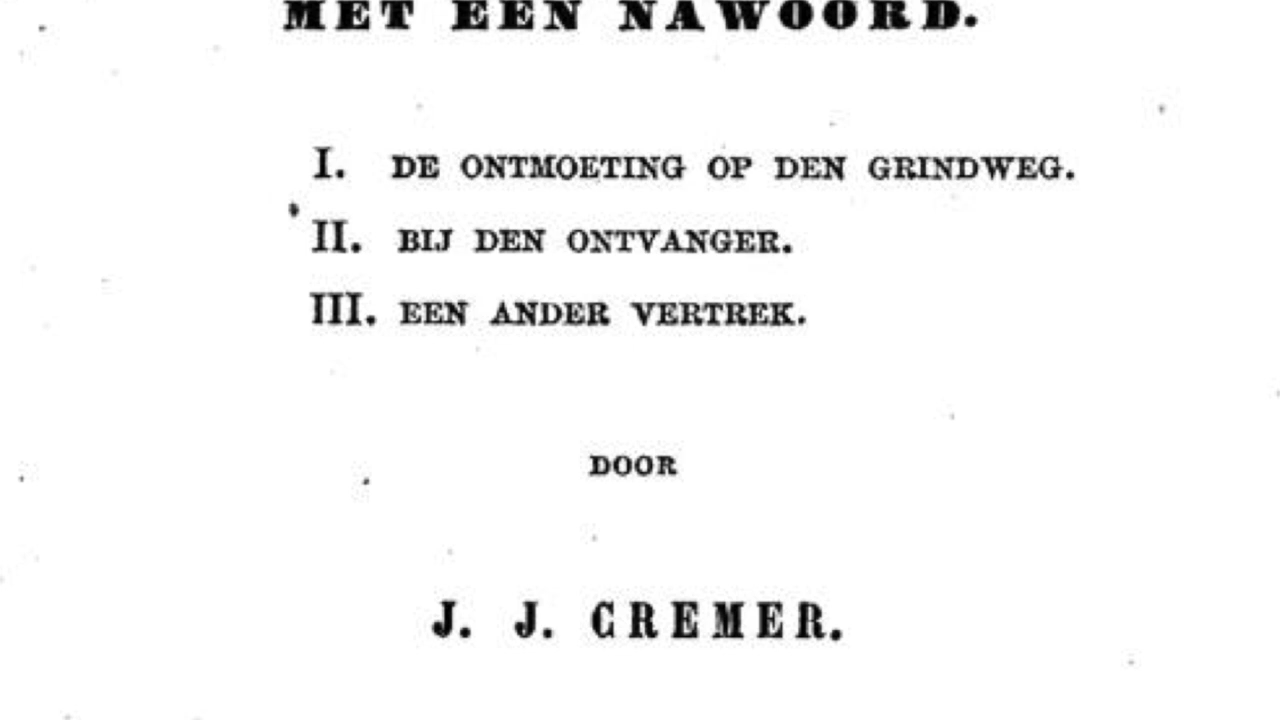 MET EEN NAWOORD.
I. DE ONTMOETING OP DEN GRINDWEG.
II. BIJ DEN ONTVANGER.
III. EEN ANDER VERTREK.
DOOR
J. J. CREMER.